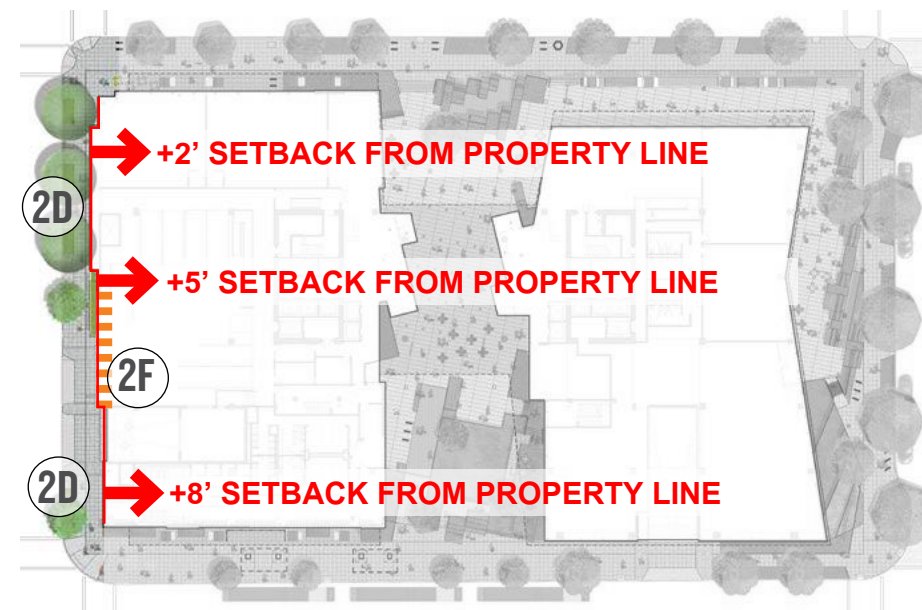 +2' SETBACK FROM PROPERTY LINE
2D
+5' SETBACK FROM PROPERTY LINE
2F
2D
+8' SETBACK FROM PROPERTY LINE